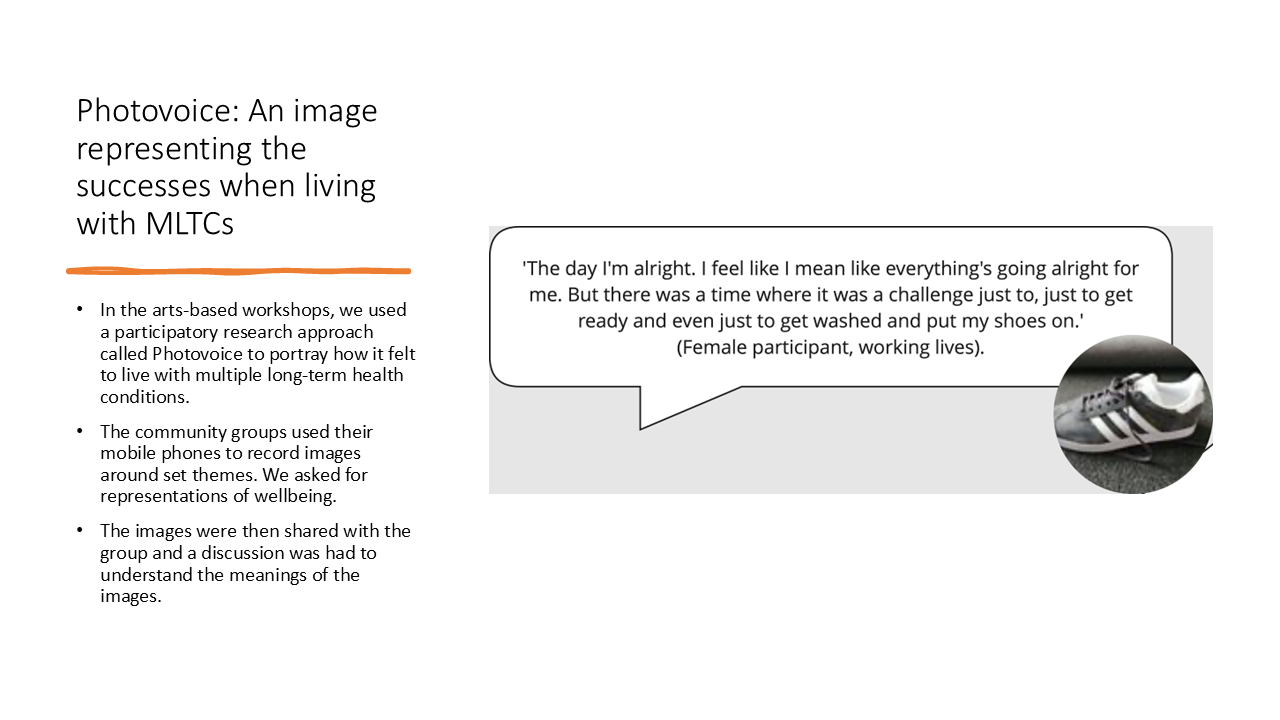 Photovoice: An image
representing the
successes when living
with MLTCs
• In the arts-based workshops, we used
a participatory research approach
called Photovoice to portray how it felt
to live with multiple long-term health
conditions.
• The community groups used their
mobile phones to record images
around set themes. We asked for
representations of wellbeing.
• The images were then shared with the
group and a discussion was had to
understand the meanings of the
images.
'The day I'm alright. I feel like I mean like everything's going alright for
me. But there was a time where it was a challenge just to, just to get
ready and even just to get washed and put my shoes on.'
(Female participant, working lives).